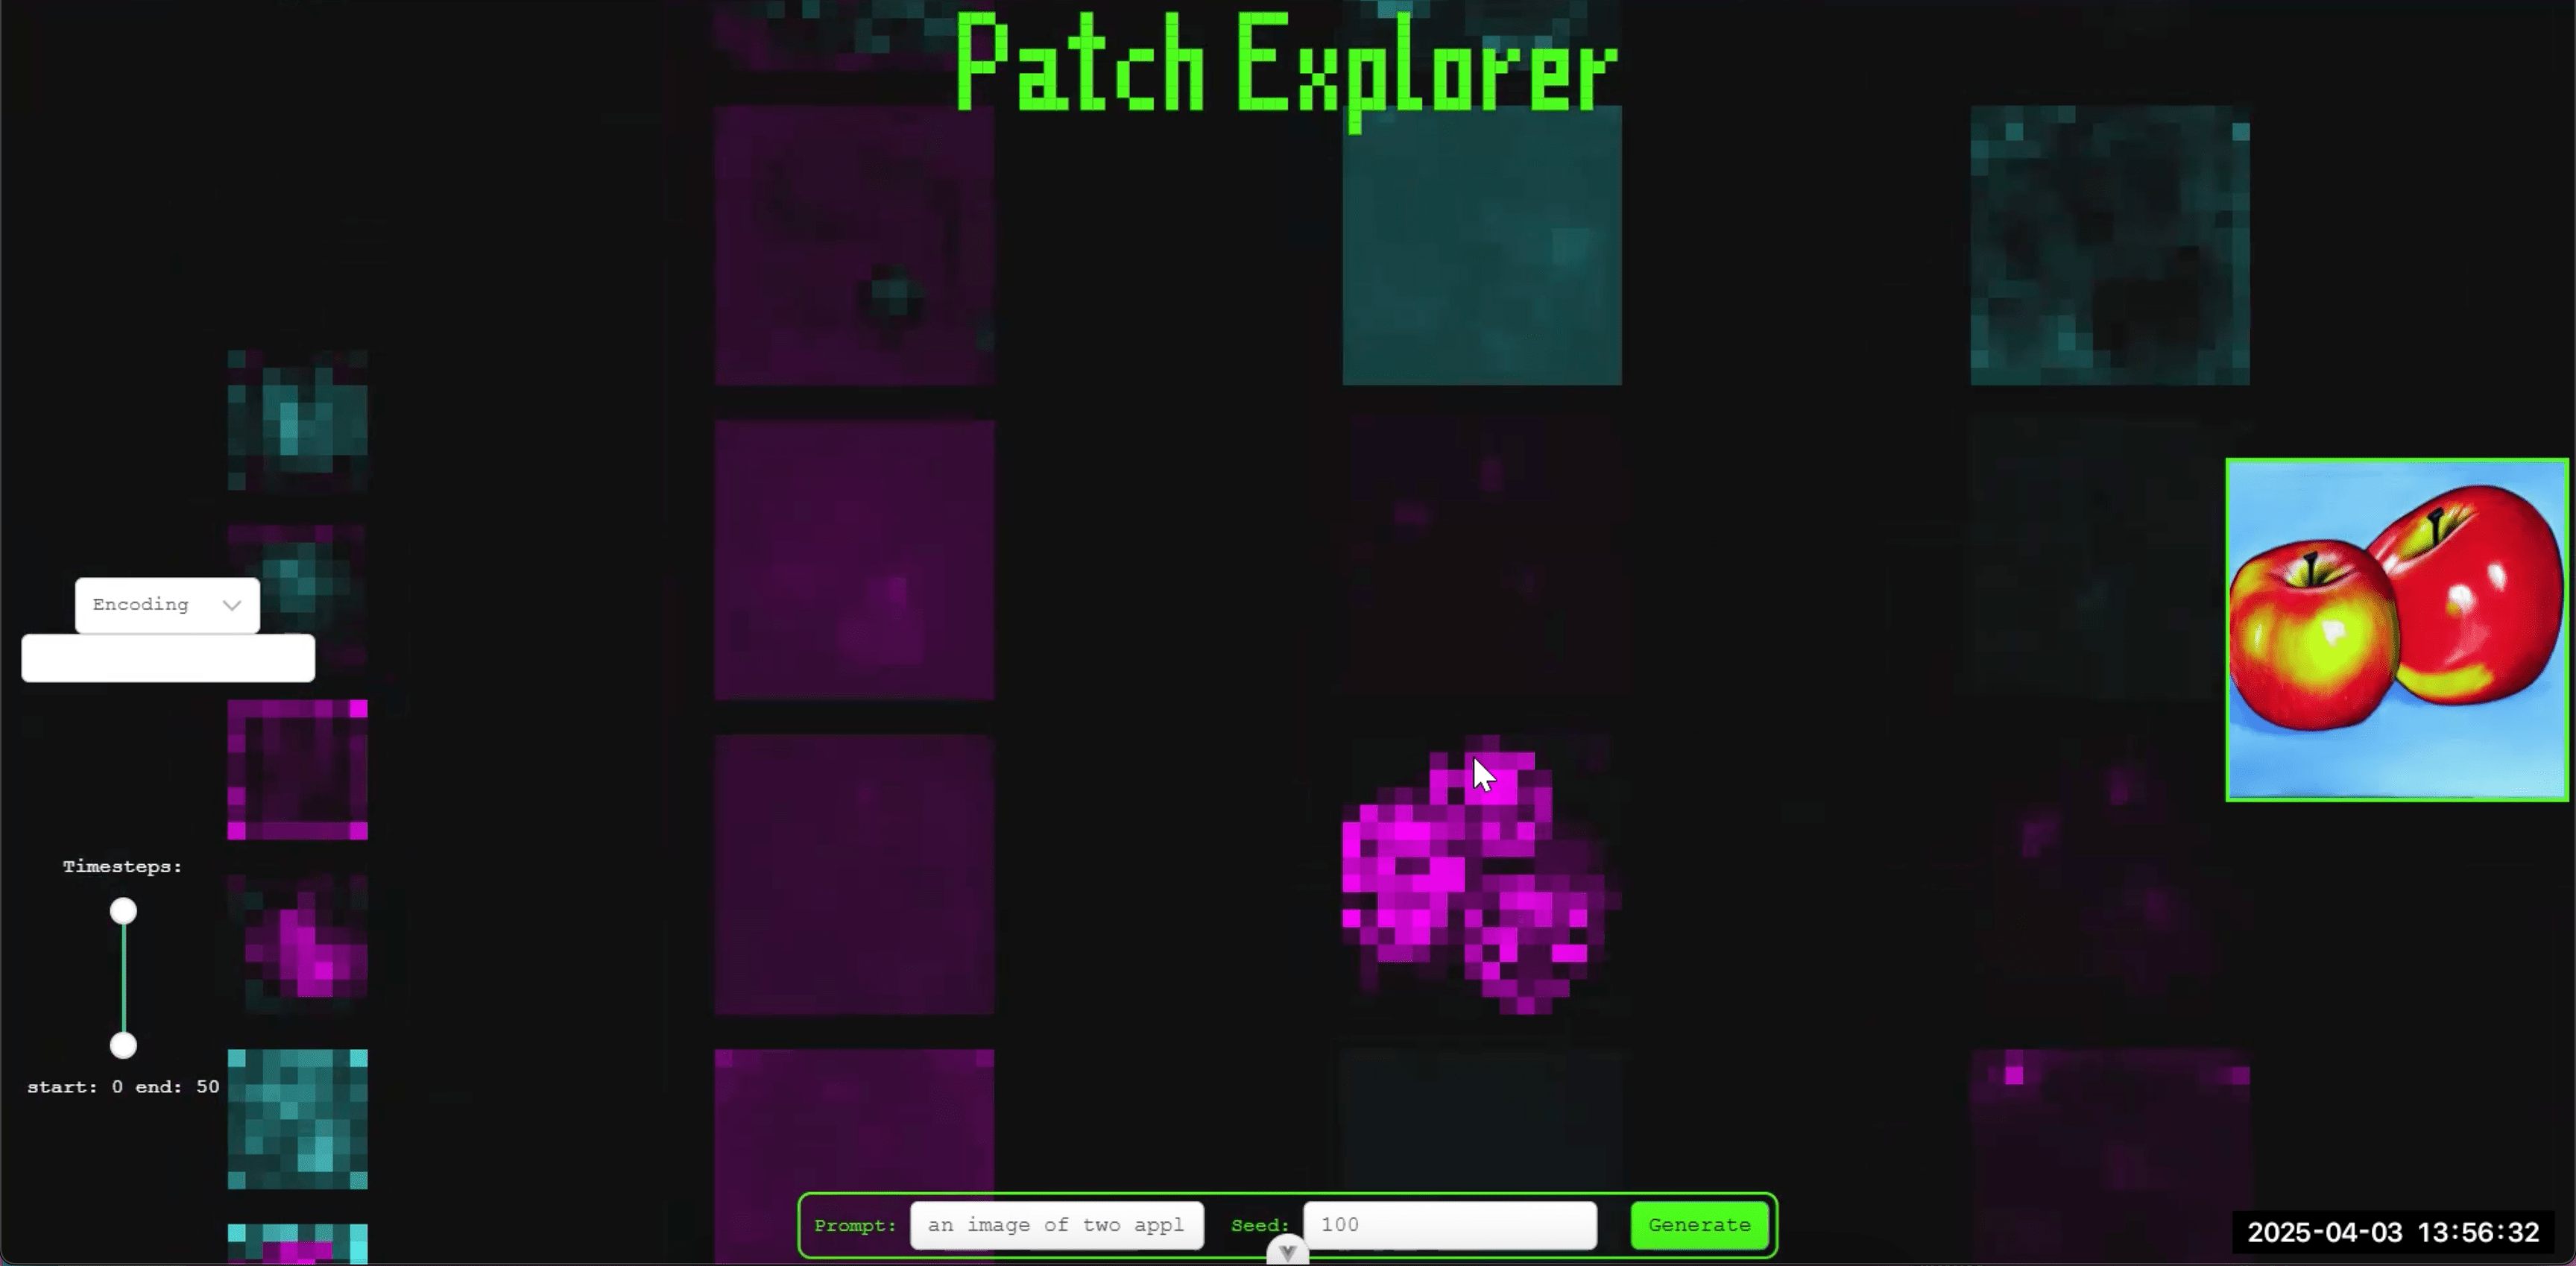 Patch Explorer
Encoding
Timesteps:
start: 0 end: 50
Prompt: an image of two appl Seed: 100 Generate
2025-04-03 13:56:32